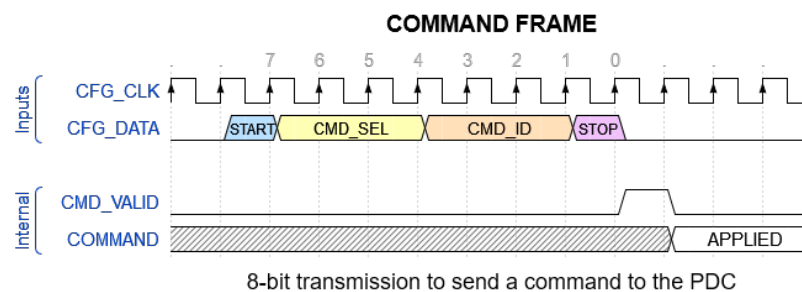 COMMAND FRAME
. . 7 6 5 4 3 2 1 0 . . .
Inputs
CFG_CLK
CFG_DATA START CMD_SEL CMD_ID STOP
Internal
CMD_VALID
COMMAND APPLIED
8-bit transmission to send a command to the PDC